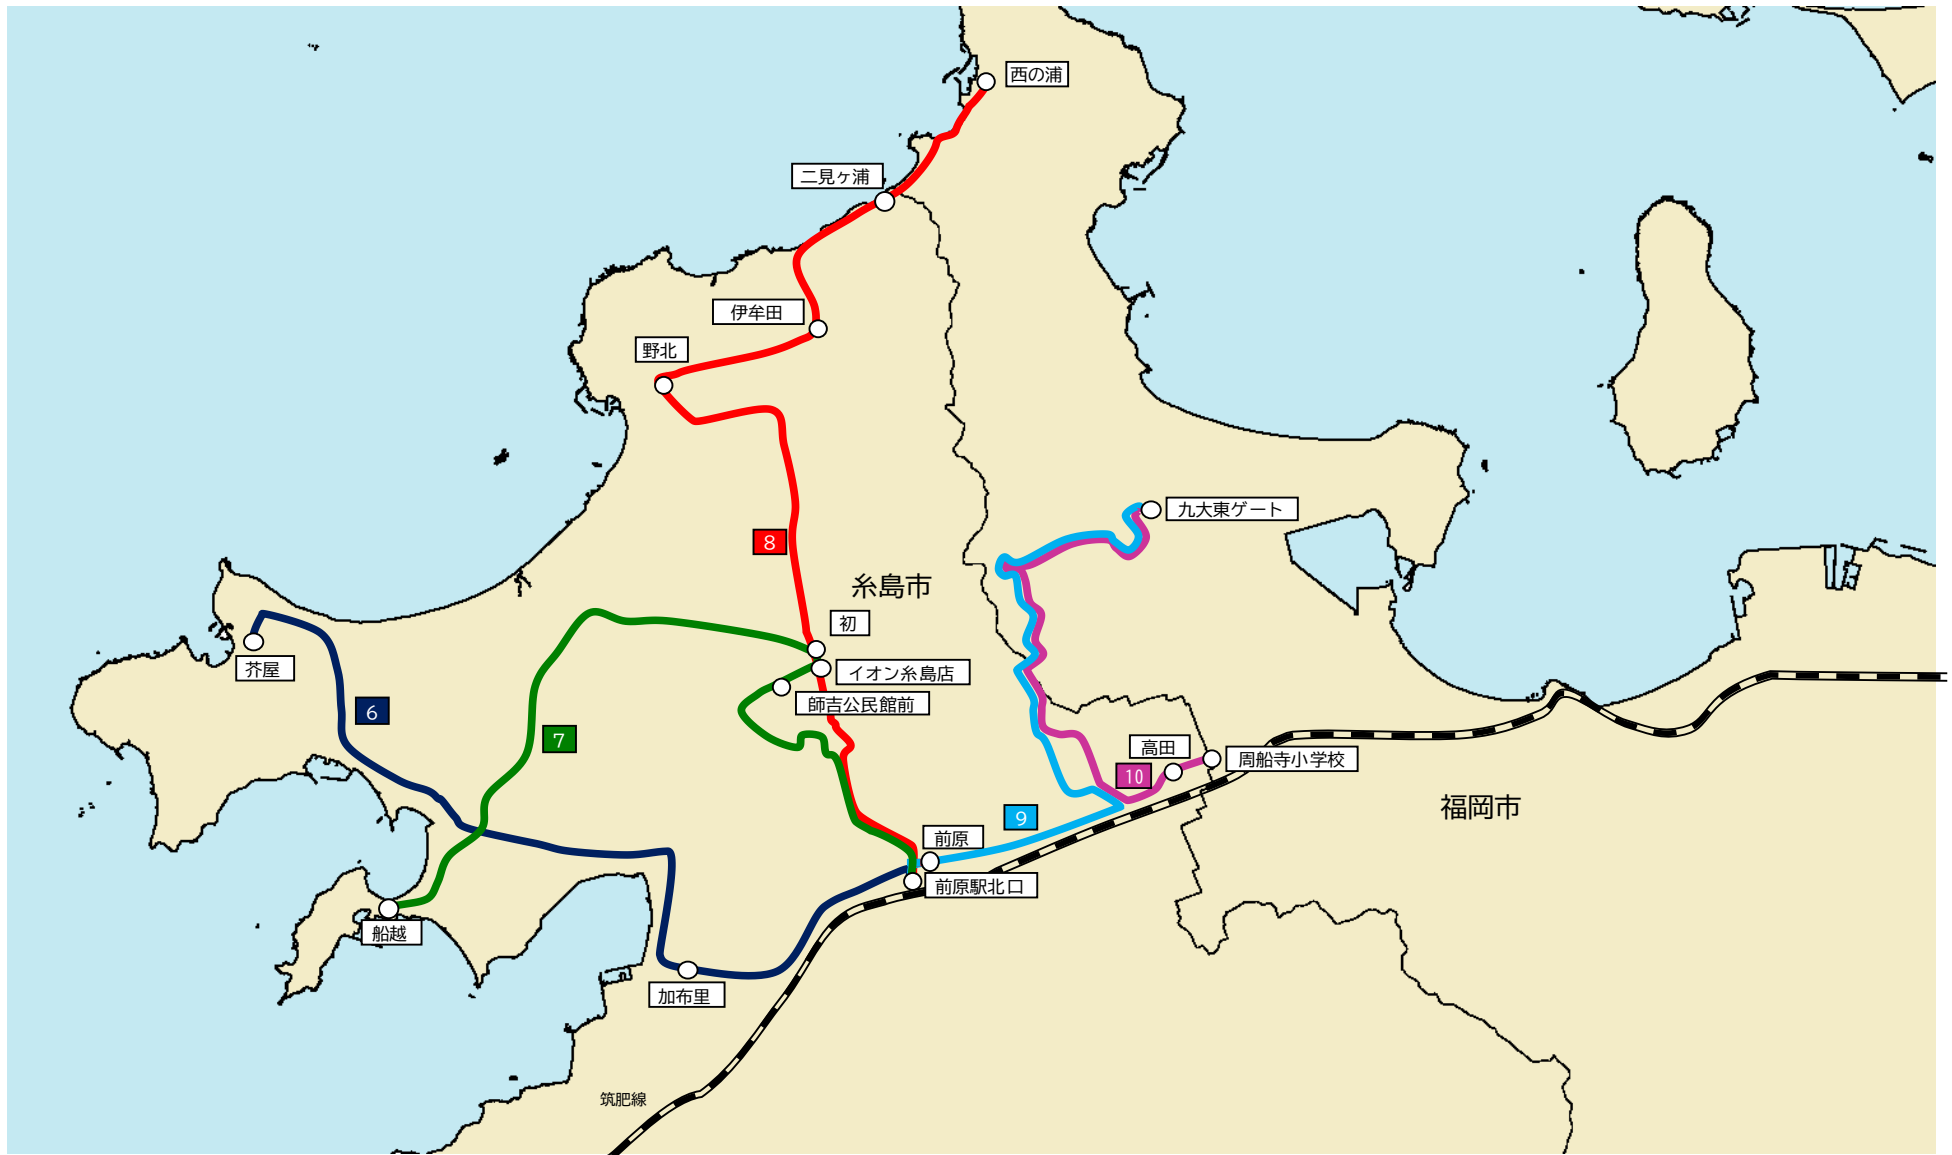 西の浦
二見ヶ浦
伊牟田
野北
九大東ゲート
8
糸島市
初
芥屋
イオン糸島店
師吉公民館前
6
7
高田
周船寺小学校
10
福岡市
9
前原
前原駅北口
船越
加布里
筑肥線